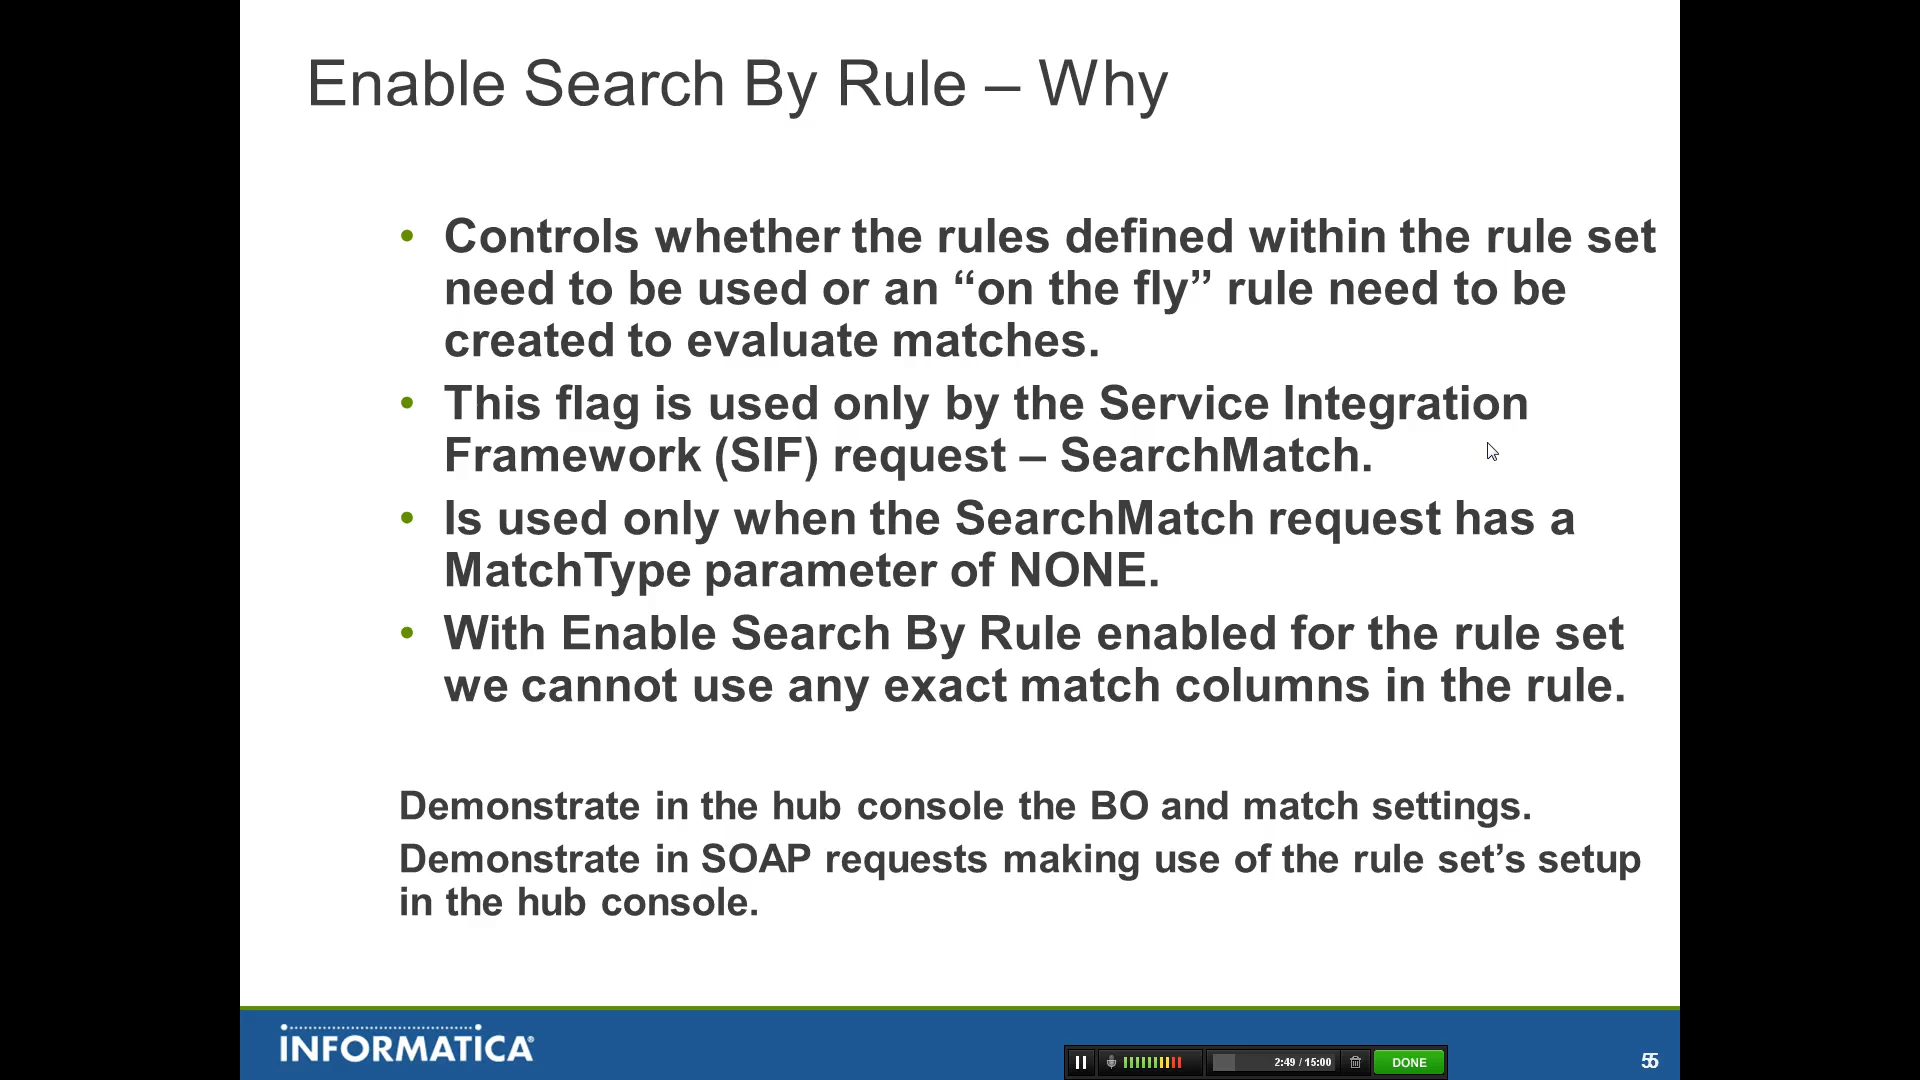 Enable Search By Rule – Why
• Controls whether the rules defined within the rule set
need to be used or an “on the fly” rule need to be
created to evaluate matches.
• This flag is used only by the Service Integration
Framework (SIF) request – SearchMatch.
• Is used only when the SearchMatch request has a
MatchType parameter of NONE.
• With Enable Search By Rule enabled for the rule set
we cannot use any exact match columns in the rule.
Demonstrate in the hub console the BO and match settings.
Demonstrate in SOAP requests making use of the rule set’s setup
in the hub console.
INFORMATICA®
2:49 / 15:00
DONE